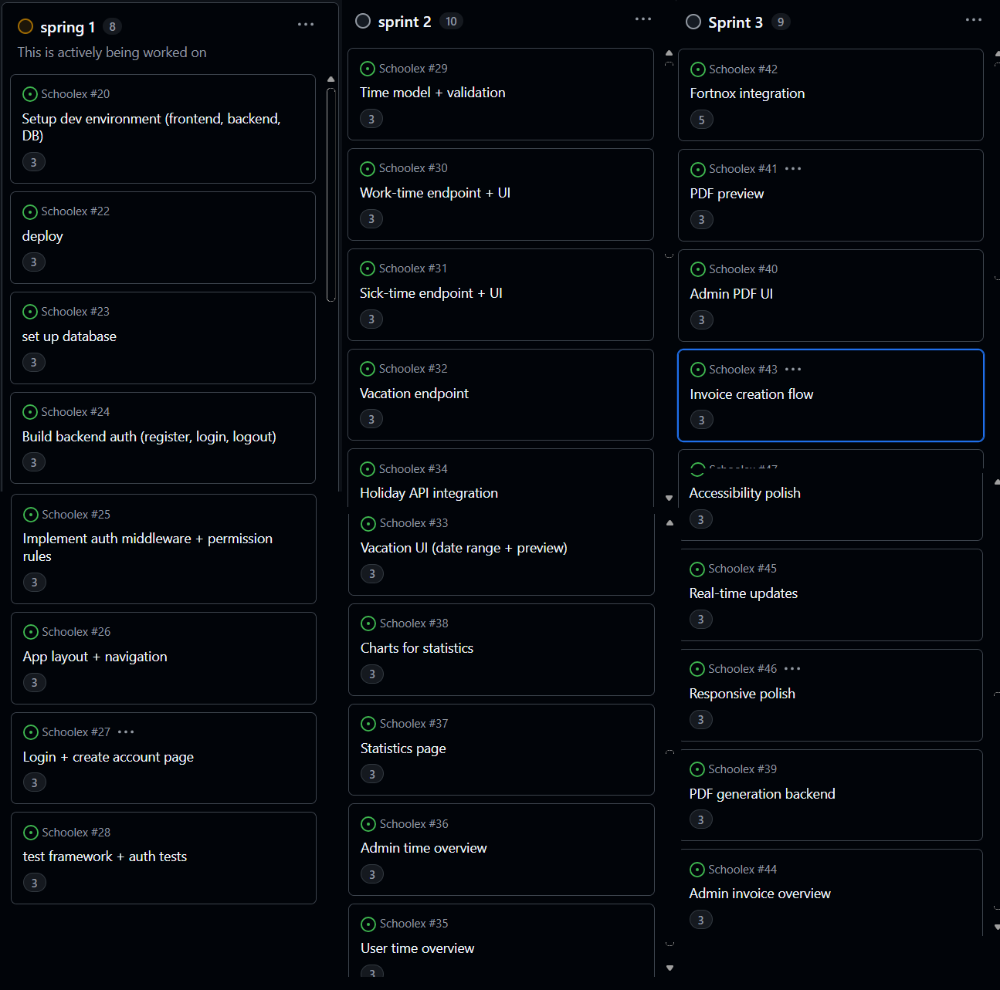 spring 1 8
This is actively being worked on
Schoolex #20
Setup dev environment (frontend, backend,
DB)
3
Schoolex #22
deploy
3
Schoolex #23
set up database
3
Schoolex #24
Build backend auth (register, login, logout)
3
Schoolex #25
Implement auth middleware + permission
rules
3
Schoolex #26
App layout + navigation
3
Schoolex #27
Login + create account page
3
Schoolex #28
test framework + auth tests
3
sprint 2 10
Schoolex #29
Time model + validation
3
Schoolex #30
Work-time endpoint + UI
3
Schoolex #31
Sick-time endpoint + UI
3
Schoolex #32
Vacation endpoint
3
Schoolex #34
Holiday API integration
Schoolex #33
Vacation UI (date range + preview)
3
Schoolex #38
Charts for statistics
3
Schoolex #37
Statistics page
3
Schoolex #36
Admin time overview
3
Schoolex #35
User time overview
3
Sprint 3 9
Schoolex #42
Fortnox integration
5
Schoolex #41
PDF preview
3
Schoolex #40
Admin PDF UI
3
Schoolex #43
Invoice creation flow
3
Schoolex #47
Accessibility polish
3
Schoolex #45
Real-time updates
3
Schoolex #46
Responsive polish
3
Schoolex #39
PDF generation backend
3
Schoolex #44
Admin invoice overview
3